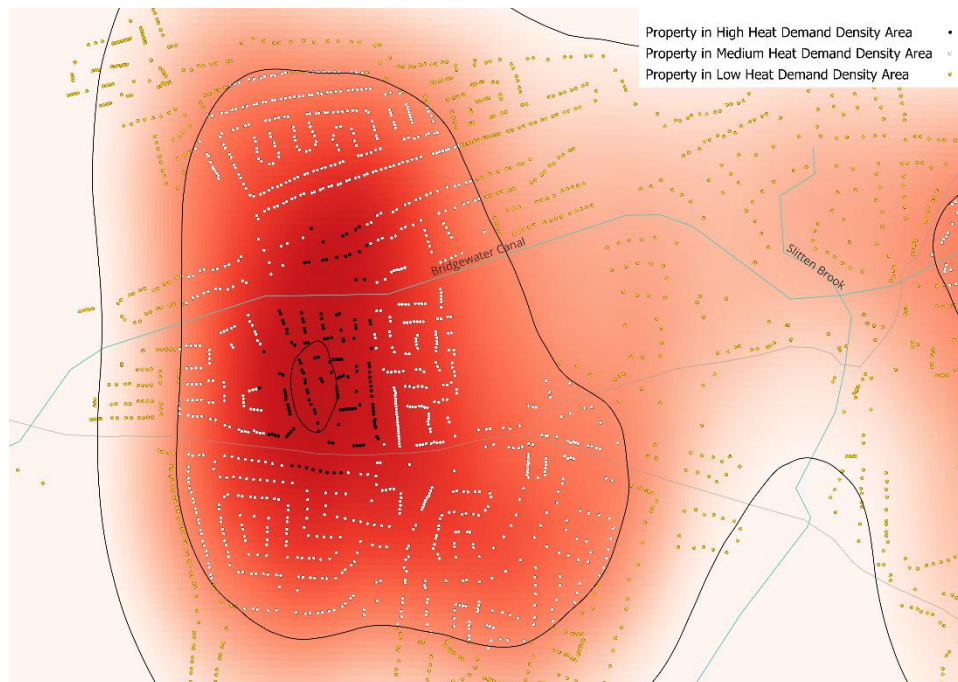 Property in High Heat Demand Density Area
Property in Medium Heat Demand Density Area
Property in Low Heat Demand Density Area
Bridgewater Canal
Slitten Brook